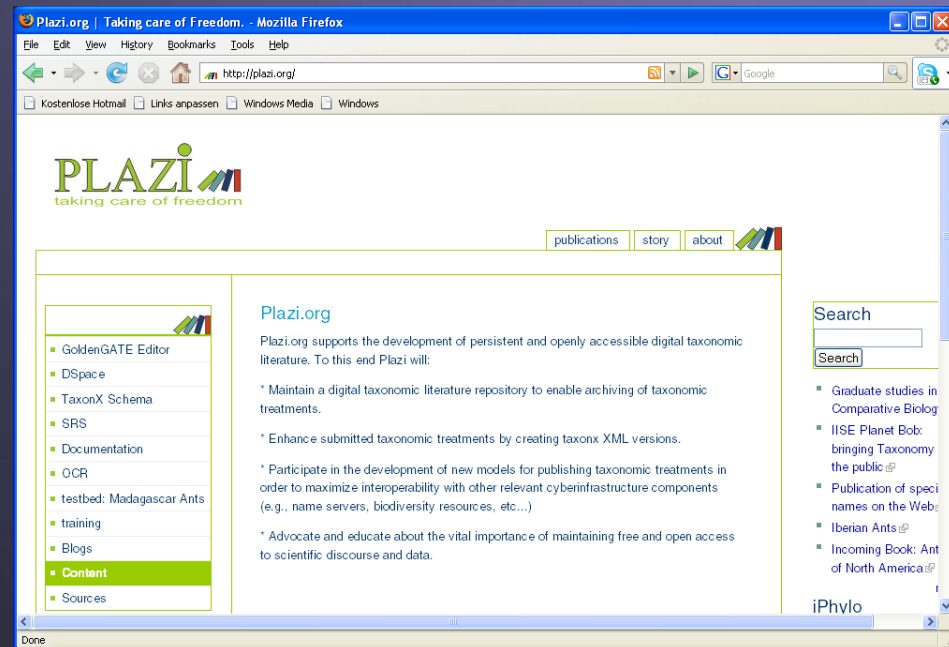 Plazi.org | Taking care of Freedom. - Mozilla Firefox
File Edit View History Bookmarks Tools Help
http://plazi.org/
G Google
Kostenlose Hotmail Links anpassen Windows Media Windows
PLAZI
taking care of freedom
publications story about
GoldenGATE Editor
DSpace
TaxonX Schema
SRS
Documentation
OCR
testbed: Madagascar Ants
training
Blogs
Content
Sources
Plazi.org
Plazi.org supports the development of persistent and openly accessible digital taxonomic
literature. To this end Plazi will:
* Maintain a digital taxonomic literature repository to enable archiving of taxonomic
treatments.
* Enhance submitted taxonomic treatments by creating taxonx XML versions.
* Participate in the development of new models for publishing taxonomic treatments in
order to maximize interoperability with other relevant cyberinfrastructure components
(e.g., name servers, biodiversity resources, etc...)
* Advocate and educate about the vital importance of maintaining free and open access
to scientific discourse and data.
Search
Search
Graduate studies in
Comparative Biolog
IISE Planet Bob:
bringing Taxonomy
the public
Publication of speci
names on the Web
Iberian Ants
Incoming Book: Ant
of North America
iPhylo
Done